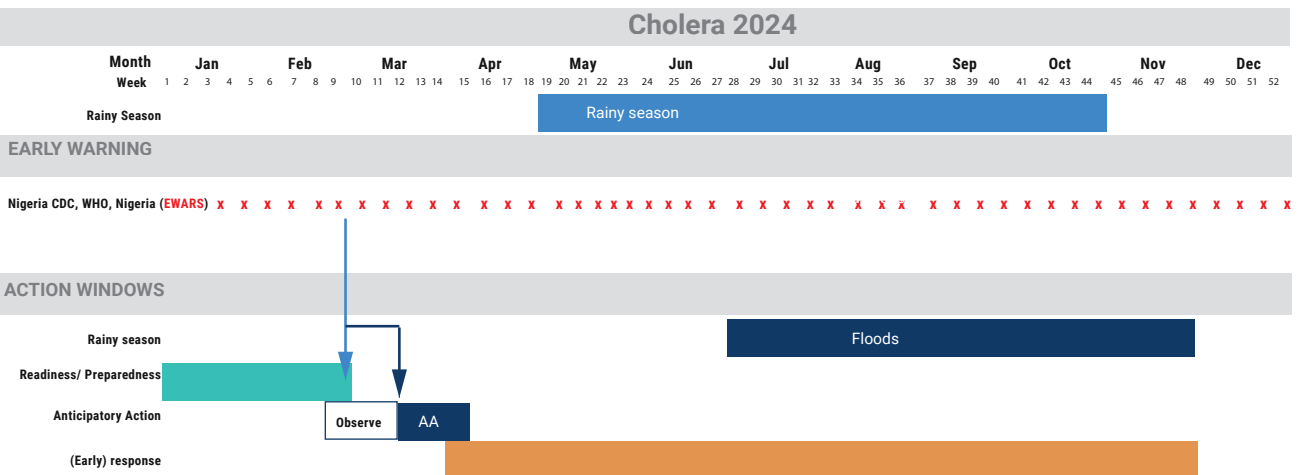 Cholera 2024
Month Jan Feb Mar Apr May Jun Jul Aug Sep Oct Nov Dec
Week 1 2 3 4 5 6 7 8 9 10 11 12 13 14 15 16 17 18 19 20 21 22 23 24 25 26 27 28 29 30 31 32 33 34 35 36 37 38 39 40 41 42 43 44 45 46 47 48 49 50 51 52
Rainy Season Rainy season
EARLY WARNING
Nigeria CDC, WHO, Nigeria (EWARS) x x x x x x x x x x x x x x x x x x x x x x x x x x x x x x x x x x x x x x x x x x x x x x x
ACTION WINDOWS
Rainy season Floods
Readiness/ Preparedness
Anticipatory Action Observe AA
(Early) response